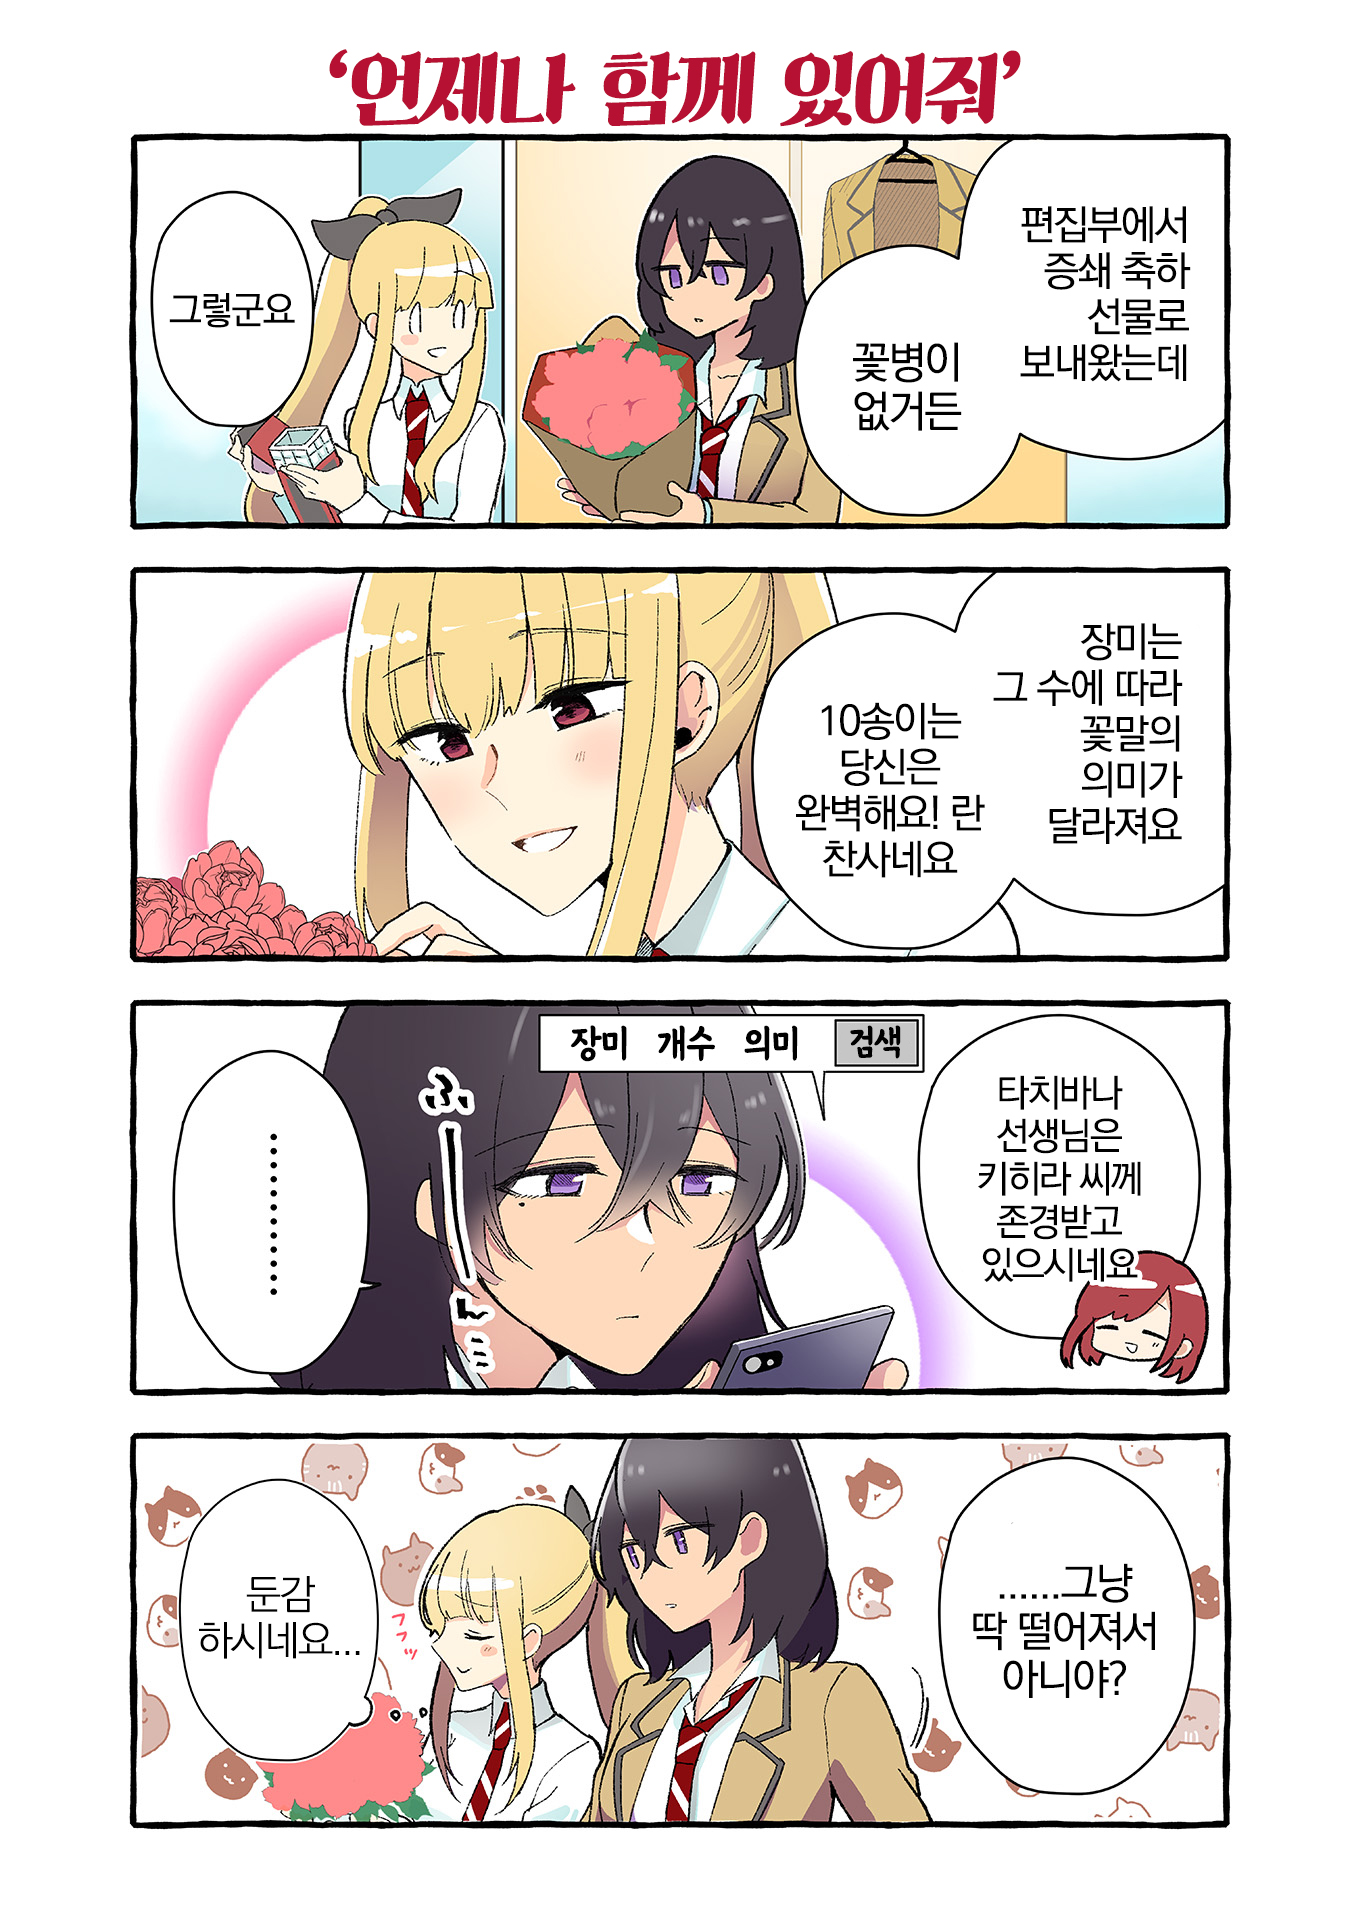 ‘언제나 함께 있어줘’
편집부에서
증쇄 축하
선물로
보내왔는데
꽃병이
없거든
그렇군요
장미는
그 수에 따라
꽃말의
의미가
달라져요
10송이는
당신은
완벽해요! 란
찬사네요
타치바나
선생님은
키히라 씨께
존경받고
있으시네요
장미 개수 의미 검색
ふーん…
………
……그냥
딱 떨어져서
아니야?
フフッ
둔감
하시네요…